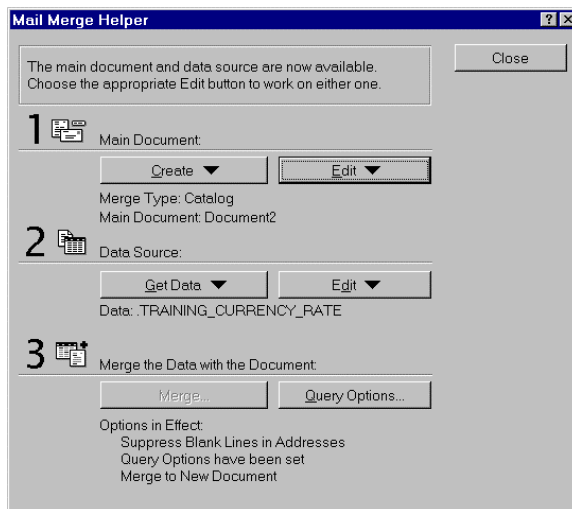 Mail Merge Helper
The main document and data source are now available.
Choose the appropriate Edit button to work on either one.
Close
1
Main Document:
Create
Edit
Merge Type: Catalog
Main Document: Document2
2
Data Source:
Get Data
Edit
Data: .TRAINING_CURRENCY_RATE
3
Merge the Data with the Document:
Merge...
Query Options...
Options in Effect:
Suppress Blank Lines in Addresses
Query Options have been set
Merge to New Document